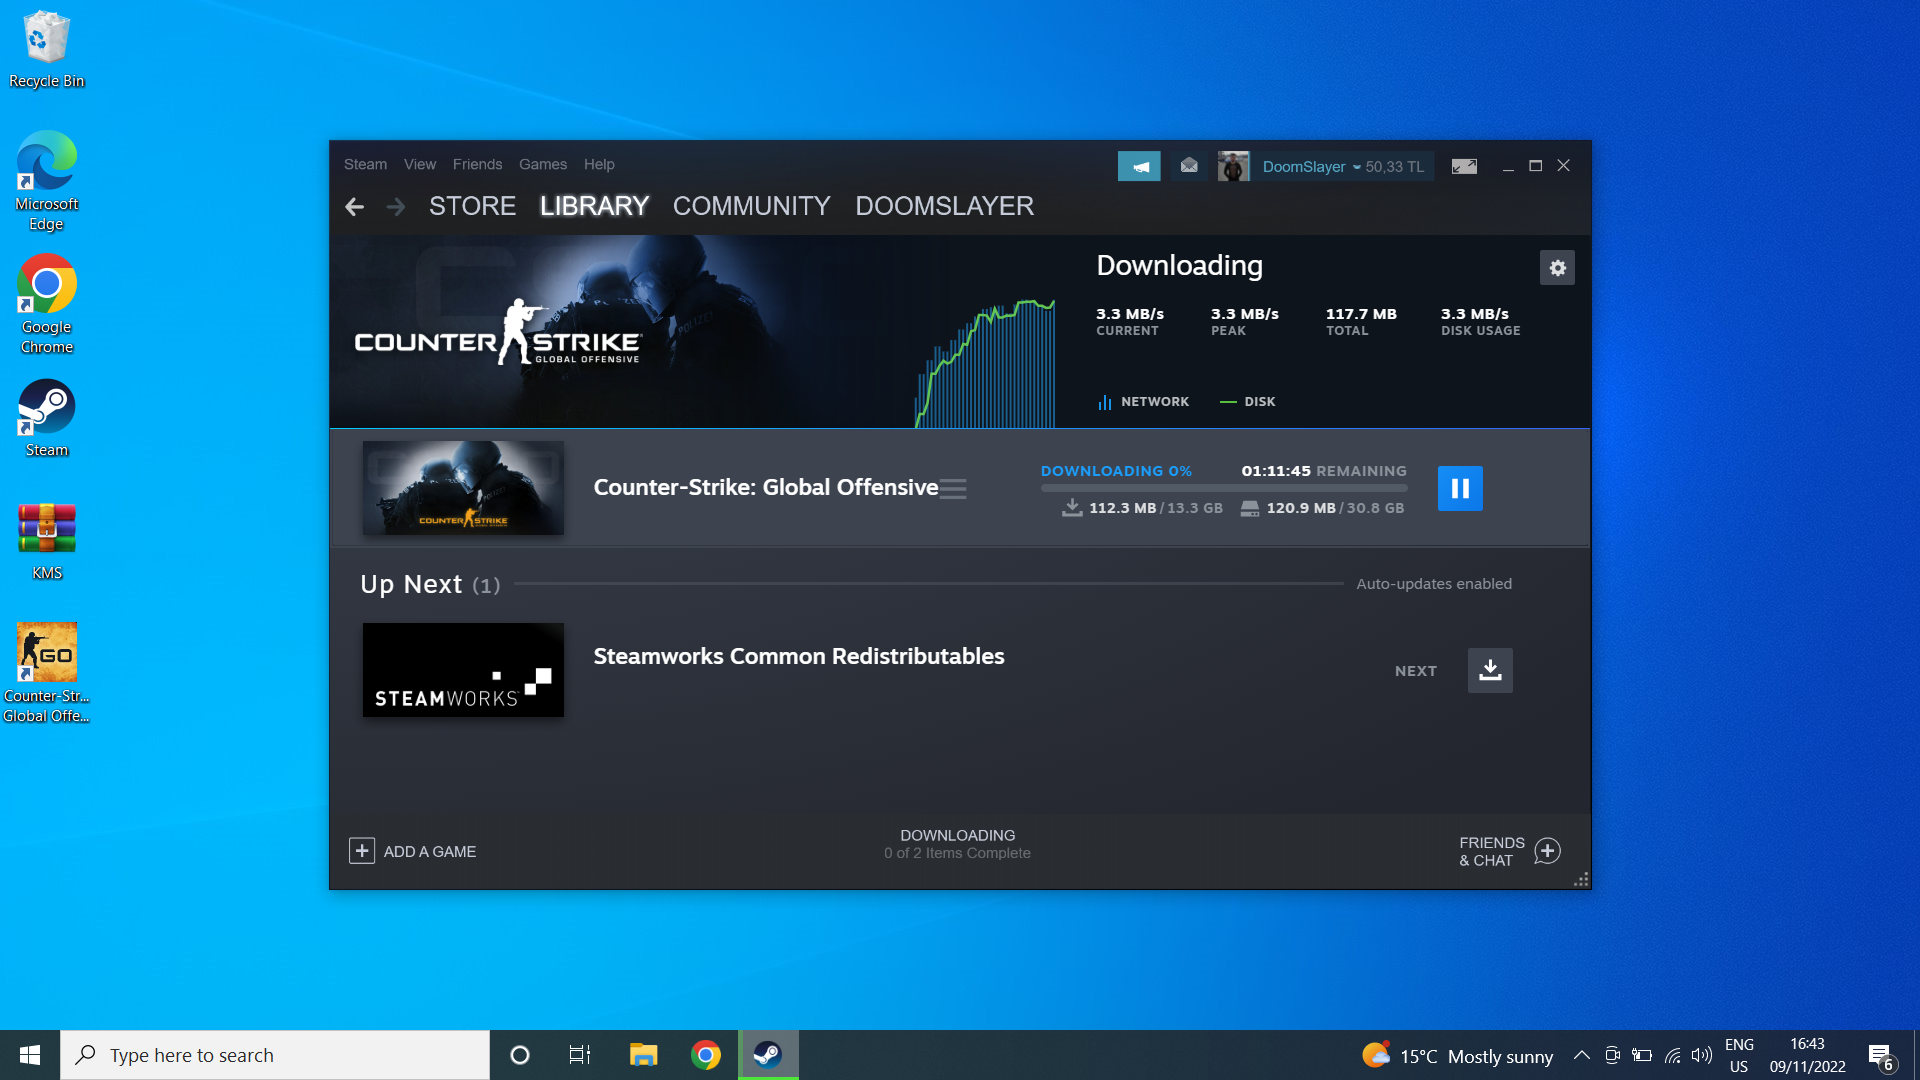 Recycle Bin
Microsoft
Edge
Google
Chrome
Steam
KMS
GO
Counter-Str...
Global Offe...
Steam View Friends Games Help
DoomSlayer 50,33 TL
STORE LIBRARY COMMUNITY DOOMSLAYER
COUNTER STRIKE
GLOBAL OFFENSIVE
Downloading
3.3 MB/s 3.3 MB/s 117.7 MB 3.3 MB/s
CURRENT PEAK TOTAL DISK USAGE
NETWORK DISK
COUNTER STRIKE
Counter-Strike: Global Offensive
DOWNLOADING 0% 01:11:45 REMAINING
112.3 MB / 13.3 GB 120.9 MB / 30.8 GB
Up Next (1) Auto-updates enabled
STEAMWORKS
Steamworks Common Redistributables
NEXT
ADD A GAME
DOWNLOADING
0 of 2 Items Complete
FRIENDS
& CHAT
Type here to search
15°C Mostly sunny
ENG
US
16:43
09/11/2022
6